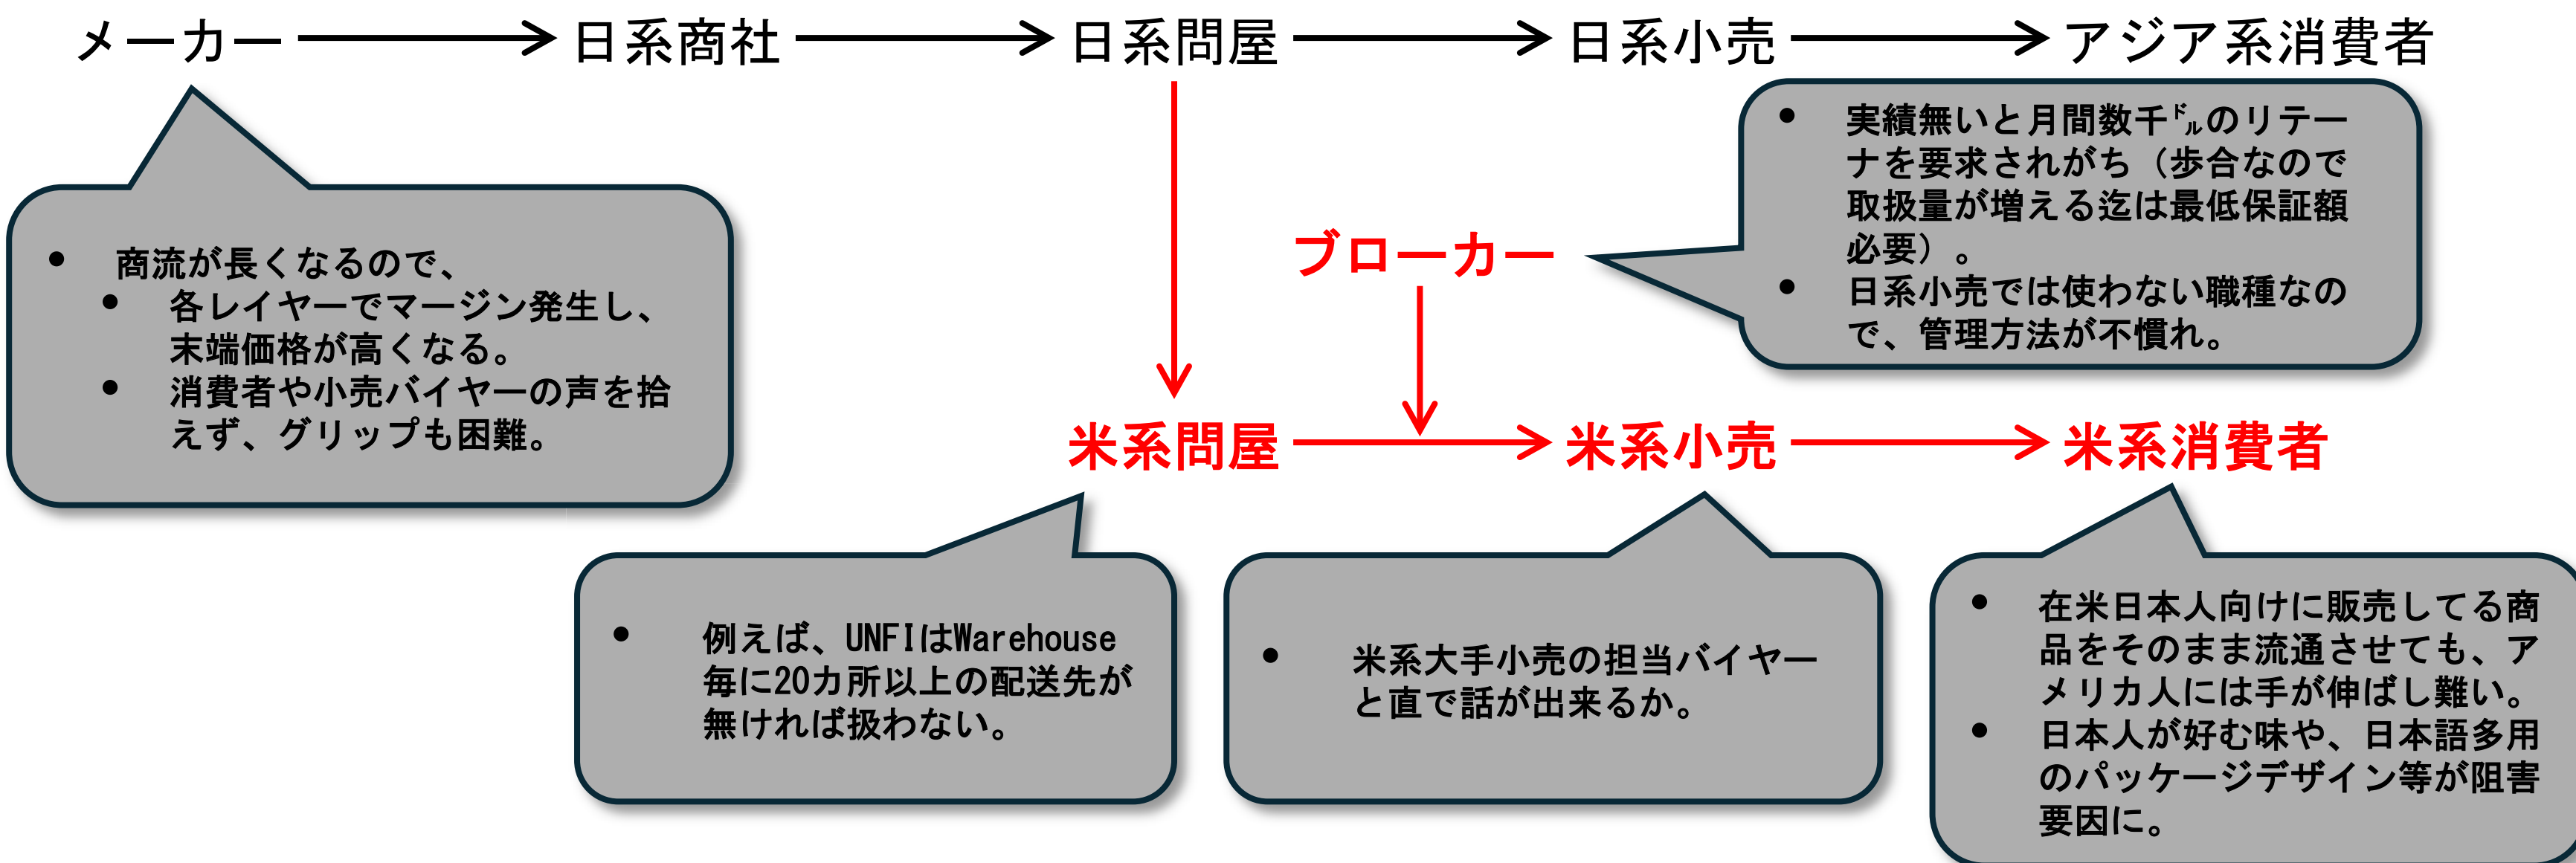 メーカー
日系商社
日系問屋
日系小売
アジア系消費者
• 実績無いと月間数千㌦のリテー
ナを要求されがち（歩合なので
取扱量が増える迄は最低保証額
必要）。
• 日系小売では使わない職種なの
で、管理方法が不慣れ。
• 商流が長くなるので、
• 各レイヤーでマージン発生し、
末端価格が高くなる。
• 消費者や小売バイヤーの声を拾
えず、グリップも困難。
ブローカー
米系問屋
米系小売
米系消費者
• 例えば、UNFIはWarehouse
毎に20カ所以上の配送先が
無ければ扱わない。
• 米系大手小売の担当バイヤー
と直で話が出来るか。
• 在米日本人向けに販売してる商
品をそのまま流通させても、ア
メリカ人には手が伸ばし難い。
• 日本人が好む味や、日本語多用
のパッケージデザイン等が阻害
要因に。